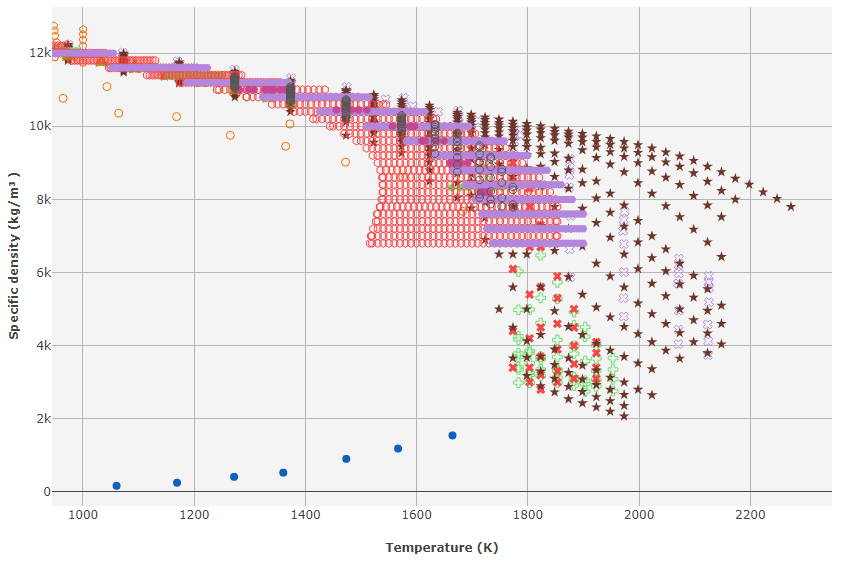 12k
10k
8k
6k
4k
2k
0
1000 1200 1400 1600 1800 2000 2200
Temperature (K)
Specific density (kg/m³ )